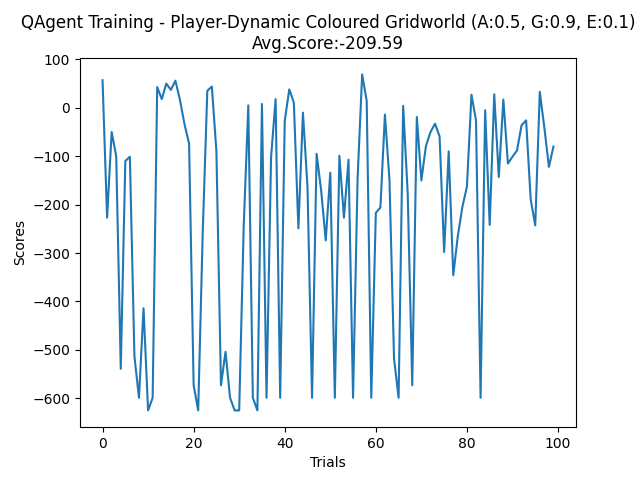 QAgent Training - Player-Dynamic Coloured Gridworld (A:0.5, G:0.9, E:0.1)
Avg.Score:-209.59
100
0
−100
−200
−300
−400
−500
−600
Scores
0 20 40 60 80 100
Trials